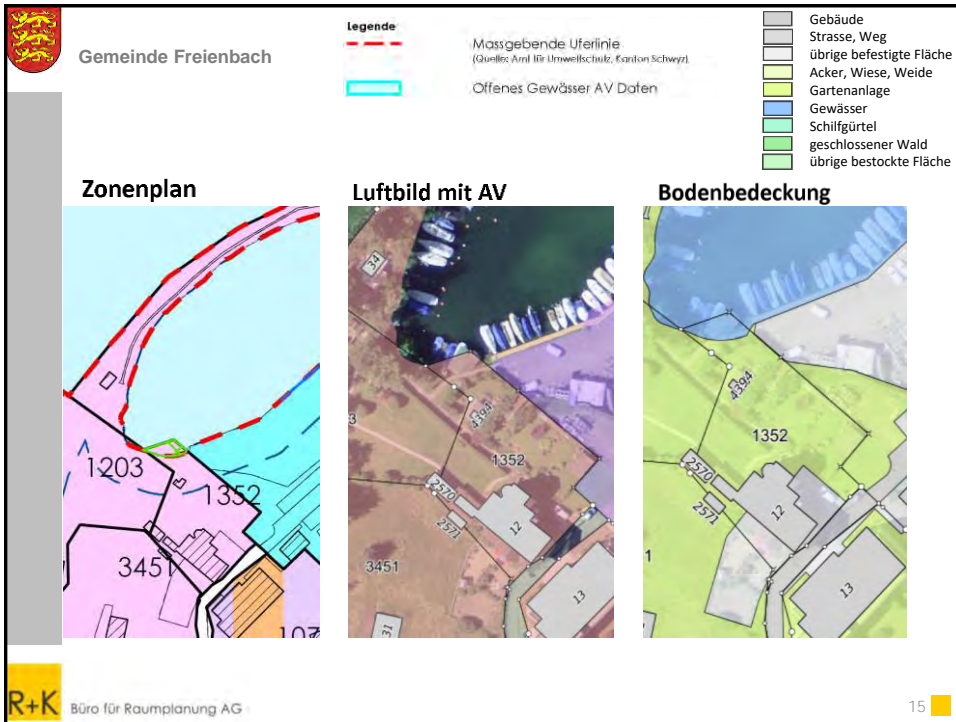 Gemeinde Freienbach
Legende
Massgebende Uferlinie
(Quelle: Amt für Umweltschutz, Kanton Schwyz)
Offenes Gewässer AV Daten
Gebäude
Strasse, Weg
übrige befestigte Fläche
Acker, Wiese, Weide
Gartenanlage
Gewässer
Schilfgürtel
geschlossener Wald
übrige bestockte Fläche
Zonenplan
Luftbild mit AV
Bodenbedeckung
1203
1352
3451
34
3
4394
1352
2570
2571
12
3451
13
31
4394
1352
2570
2571
12
1
13
R+K Büro für Raumplanung AG
15